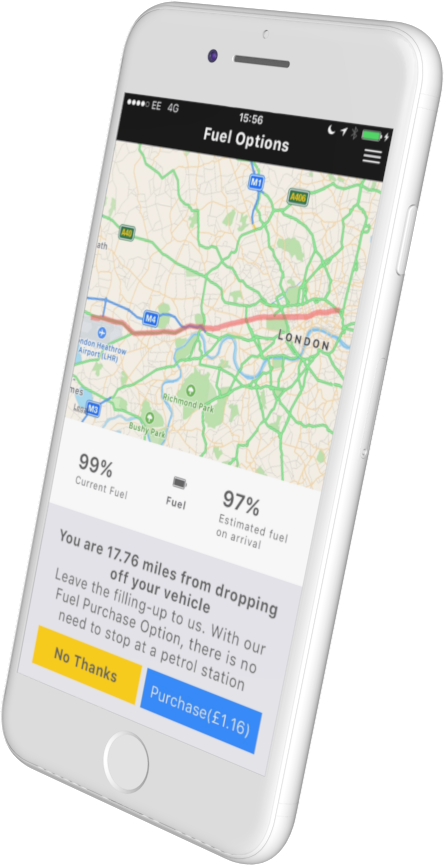 EE 4G
15:56
Fuel Options
M1
A406
A40
ath
M4
LONDON
ndon Heathrow
Airport (LHR)
mes
M3
Richmond Park
Bushy Park
99%
Current Fuel
Fuel
97%
Estimated fuel
on arrival
You are 17.76 miles from dropping
off your vehicle
Leave the filling-up to us. With our
Fuel Purchase Option, there is no
need to stop at a petrol station
No Thanks
Purchase(£1.16)